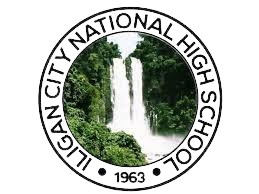 ILIGAN CITY NATIONAL HIGH SCHOOL
• 1963 •